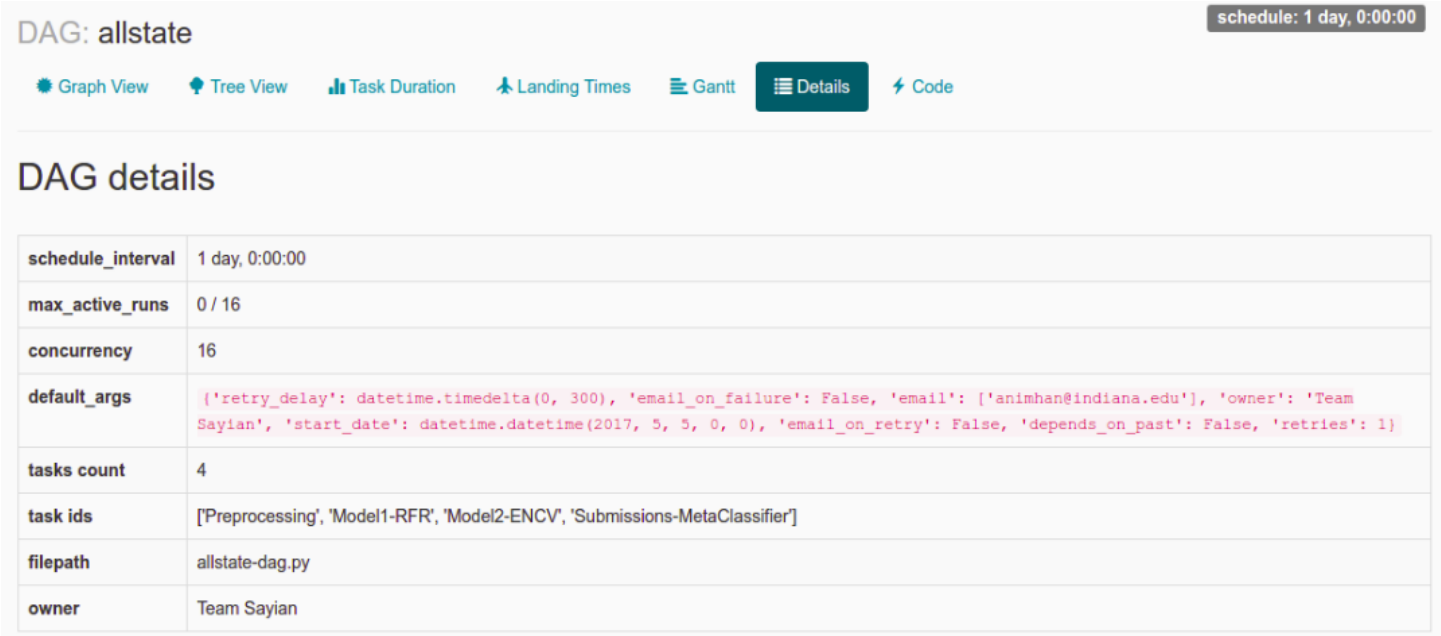 DAG: allstate
schedule: 1 day, 0:00:00
Graph View Tree View Task Duration Landing Times Gantt Details Code
DAG details
schedule_interval 1 day, 0:00:00
max_active_runs 0 / 16
concurrency 16
default_args {'retry_delay': datetime.timedelta(0, 300), 'email_on_failure': False, 'email': ['animhan@indiana.edu'], 'owner': 'Team
Sayian', 'start_date': datetime.datetime(2017, 5, 5, 0, 0), 'email_on_retry': False, 'depends_on_past': False, 'retries': 1}
tasks count 4
task ids ['Preprocessing', 'Model1-RFR', 'Model2-ENCV', 'Submissions-MetaClassifier']
filepath allstate-dag.py
owner Team Sayian